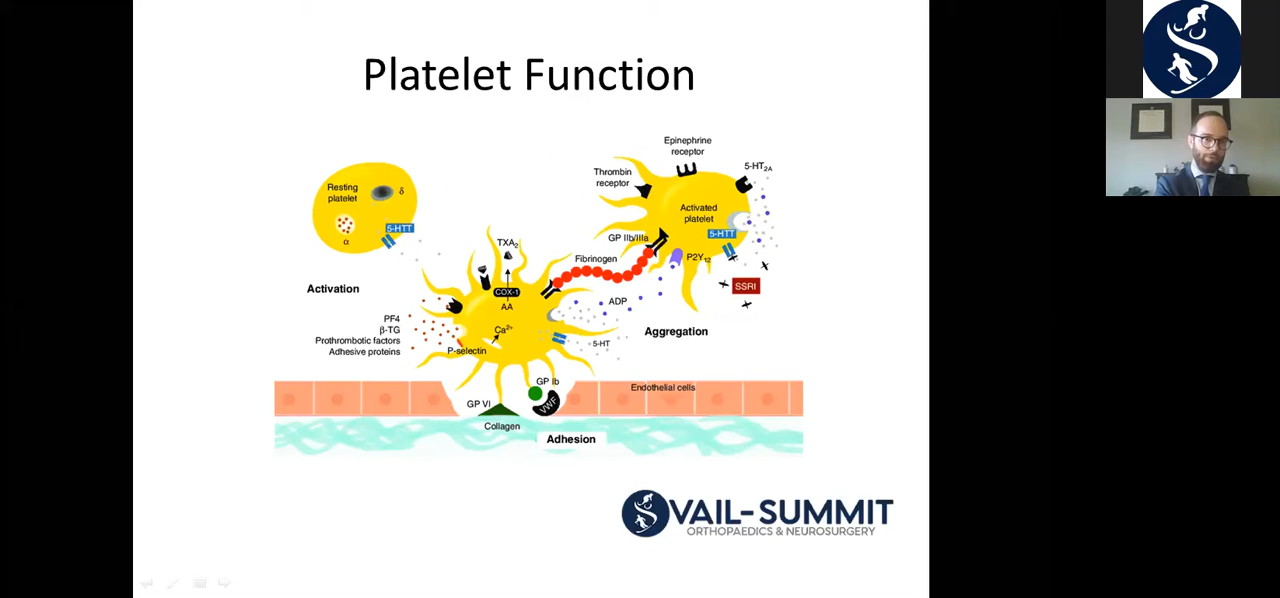 Platelet Function
Epinephrine
receptor
5-HT2A
Thrombin
receptor
Resting
platelet
δ
α
5-HTT
Activated
platelet
5-HTT
GP IIb/IIIa
P2Y12
TXA2
Fibrinogen
COX-1
AA
SSRI
Activation
ADP
Aggregation
PF4
β-TG
Prothrombotic factors
Adhesive proteins
Ca2+
P-selectin
5-HT
GP Ib
Endothelial cells
GP VI
VWF
Collagen
Adhesion
VAIL-SUMMIT
ORTHOPAEDICS & NEUROSURGERY